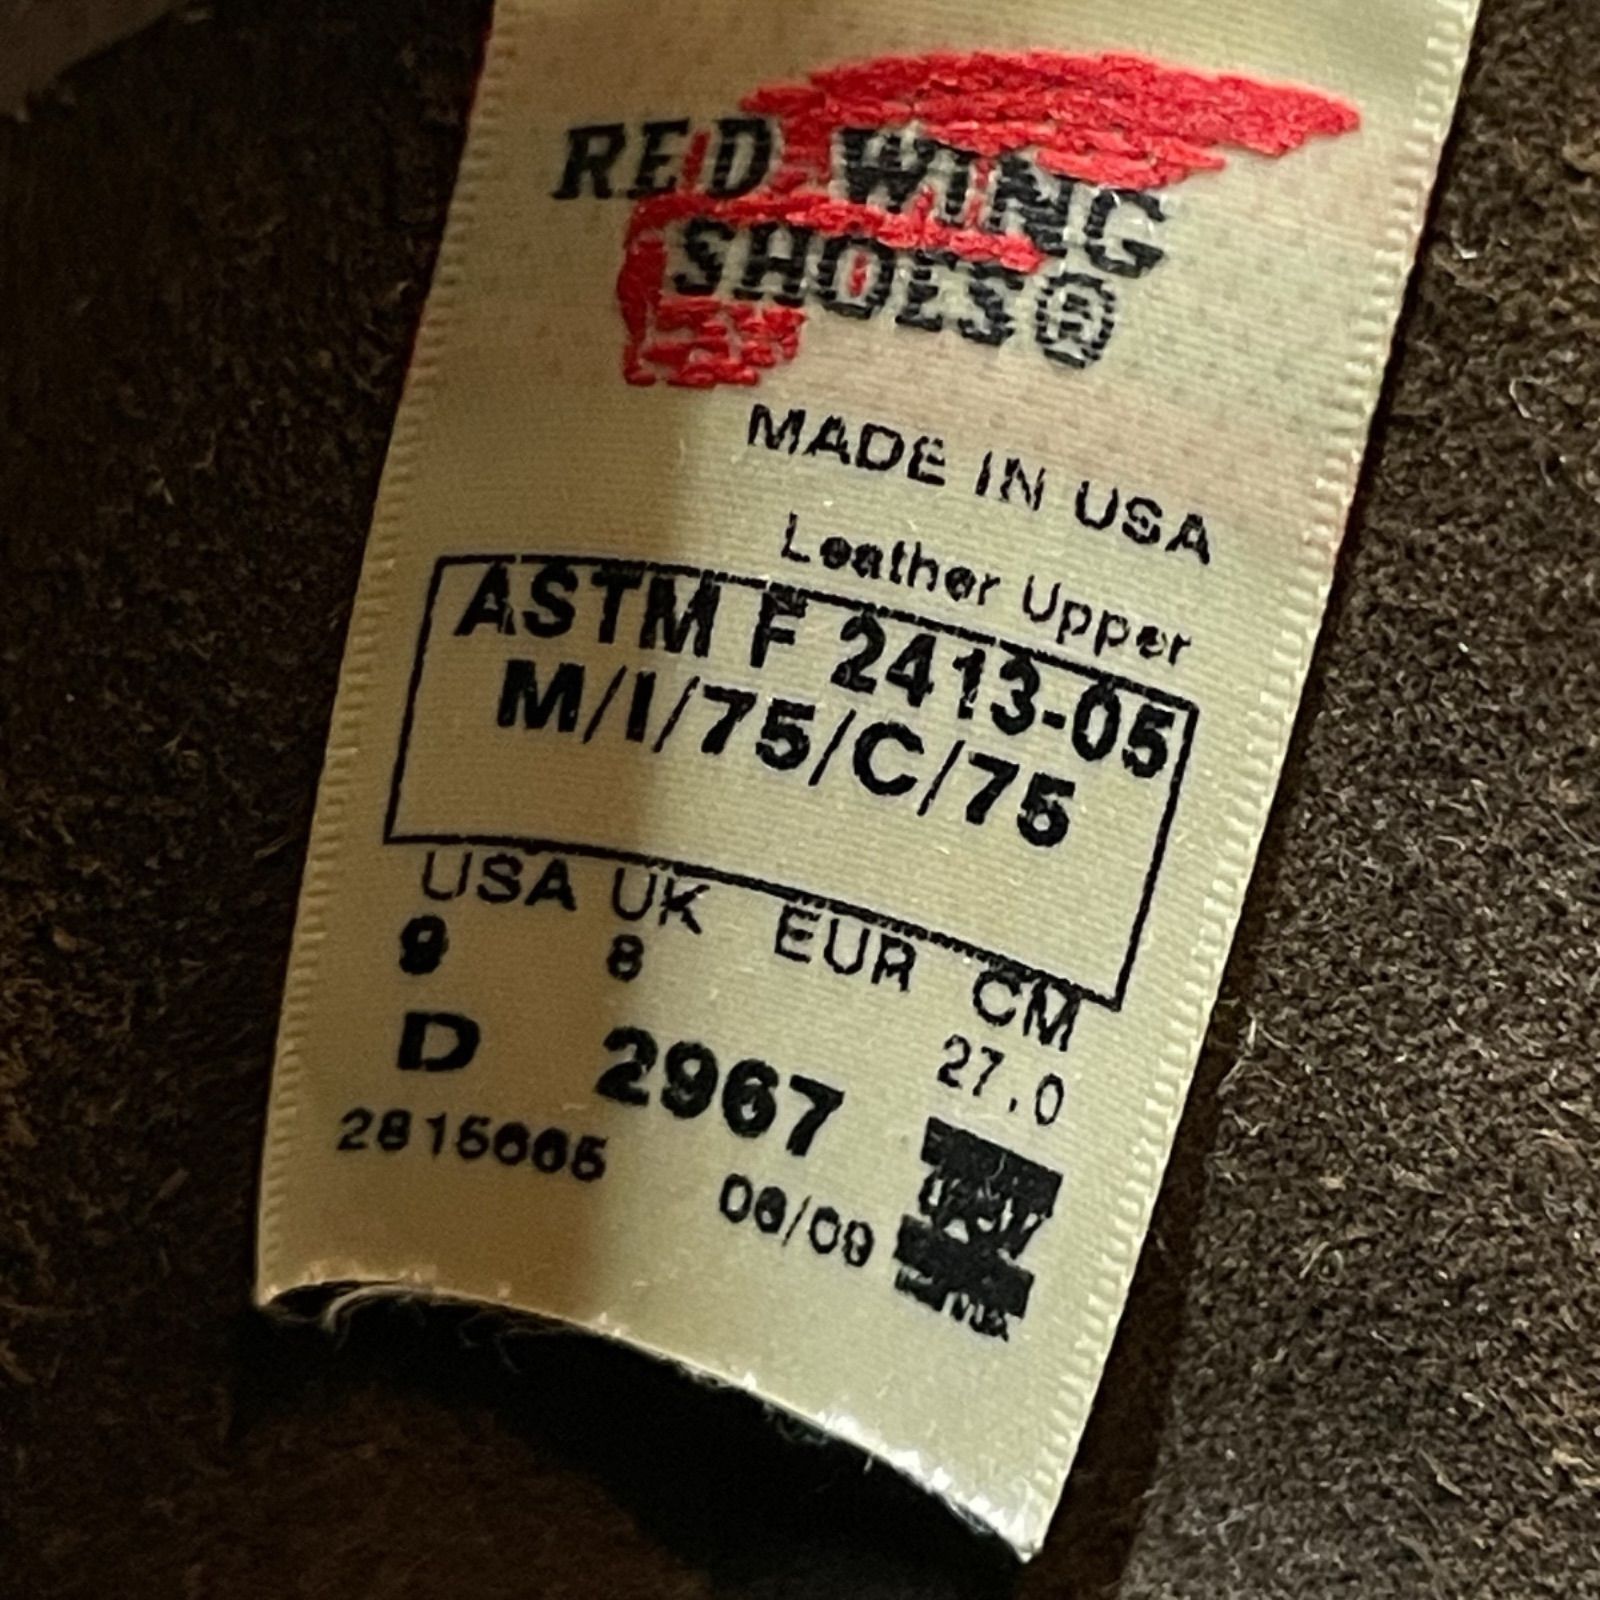 RED WING
SHOES®
MADE IN USA
Leather Upper
ASTM F 2413-05
M/I/75/C/75
USA UK EUR CM
9 8 27.0
D 2967
2815665
06/09